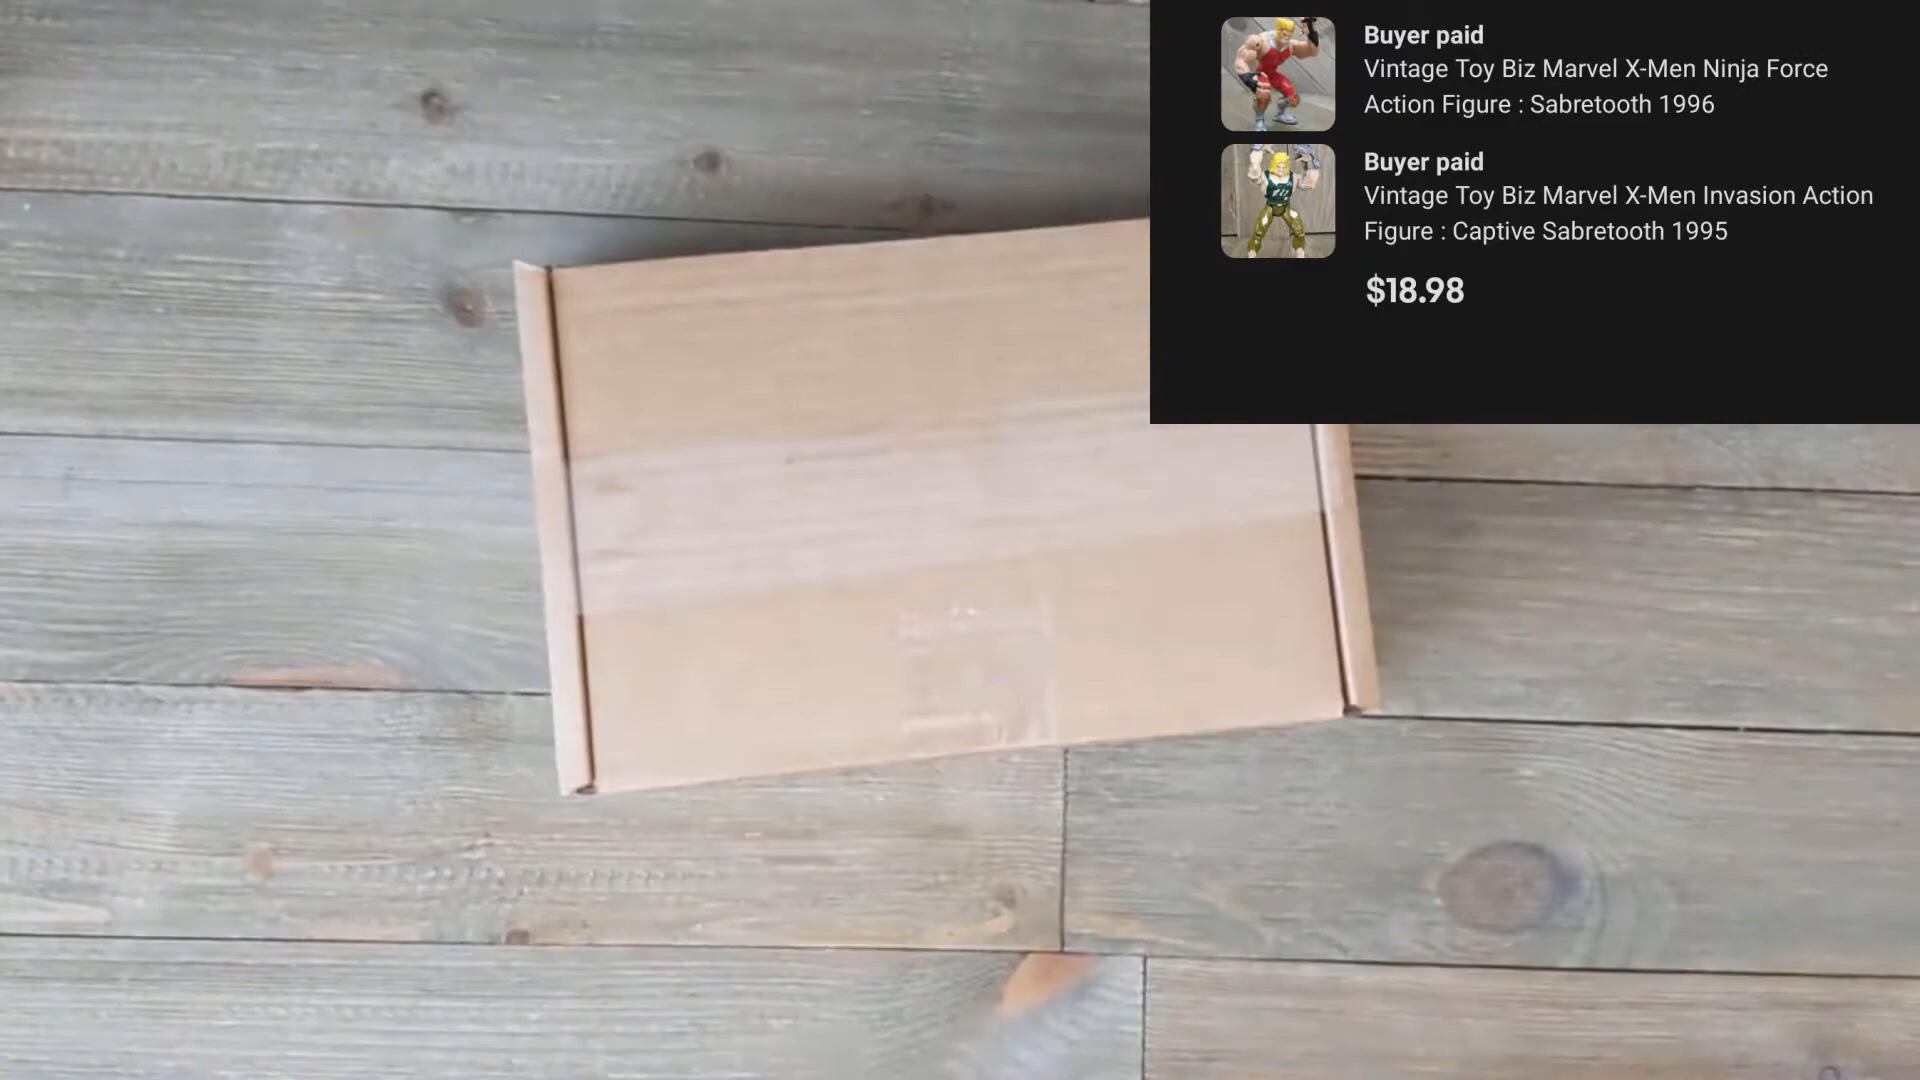 Buyer paid
Vintage Toy Biz Marvel X-Men Ninja Force
Action Figure : Sabretooth 1996
Buyer paid
Vintage Toy Biz Marvel X-Men Invasion Action
Figure : Captive Sabretooth 1995
$18.98